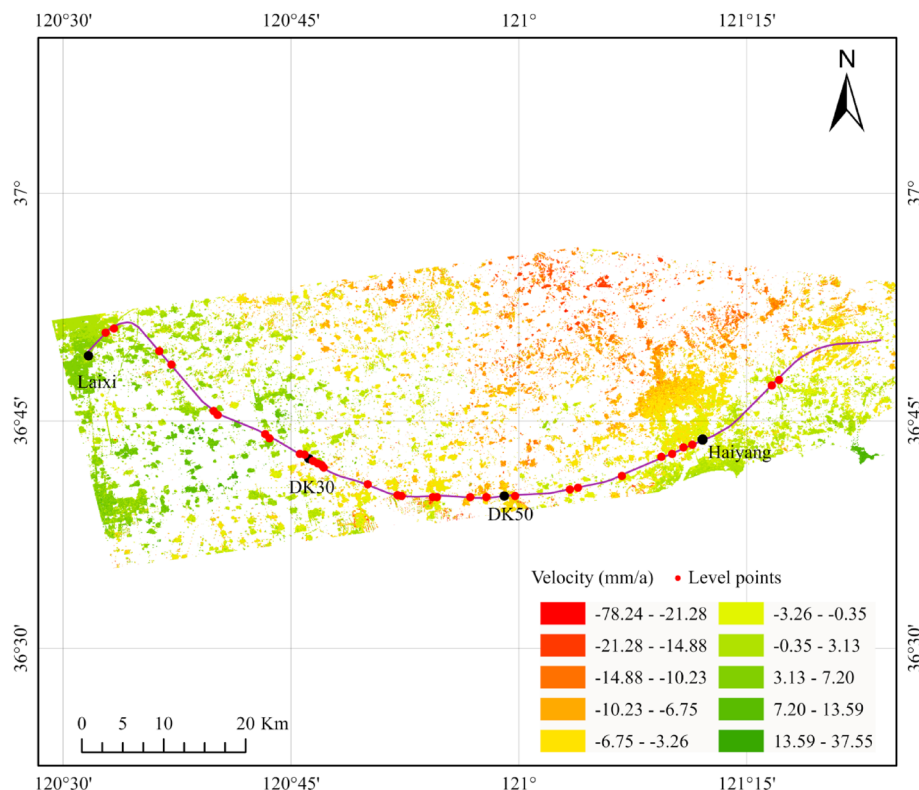 120°30' 120°45' 121° 121°15'
N
37° 37°
Laixi
36°45' 36°45'
Haiyang
DK30
DK50
Velocity (mm/a) Level points
-78.24 - -21.28 -3.26 - -0.35
-21.28 - -14.88 -0.35 - 3.13
36°30' 36°30'
-14.88 - -10.23 3.13 - 7.20
-10.23 - -6.75 7.20 - 13.59
0 5 10 20 Km
-6.75 - -3.26 13.59 - 37.55
120°30' 120°45' 121° 121°15'